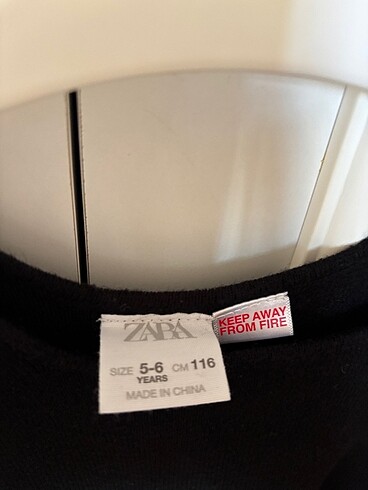 ZARA
SIZE 5-6 CM 116
YEARS
MADE IN CHINA
KEEP AWAY
FROM FIRE